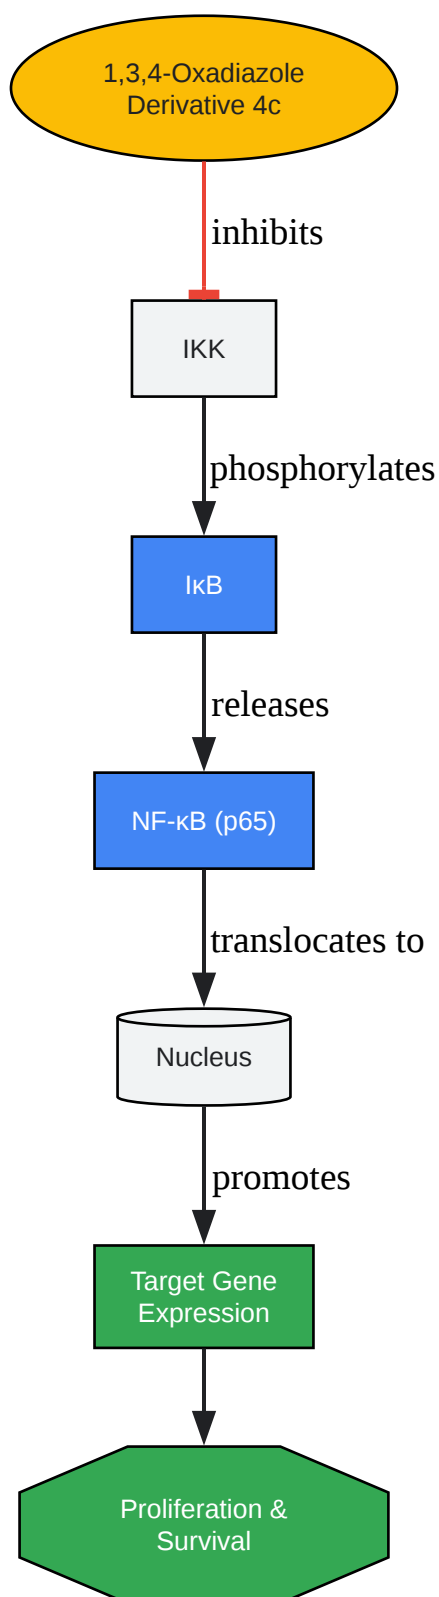 1,3,4-Oxadiazole
Derivative 4c
inhibits
IKK
phosphorylates
IκB
releases
NF-κB (p65)
translocates to
Nucleus
promotes
Target Gene
Expression
Proliferation &
Survival